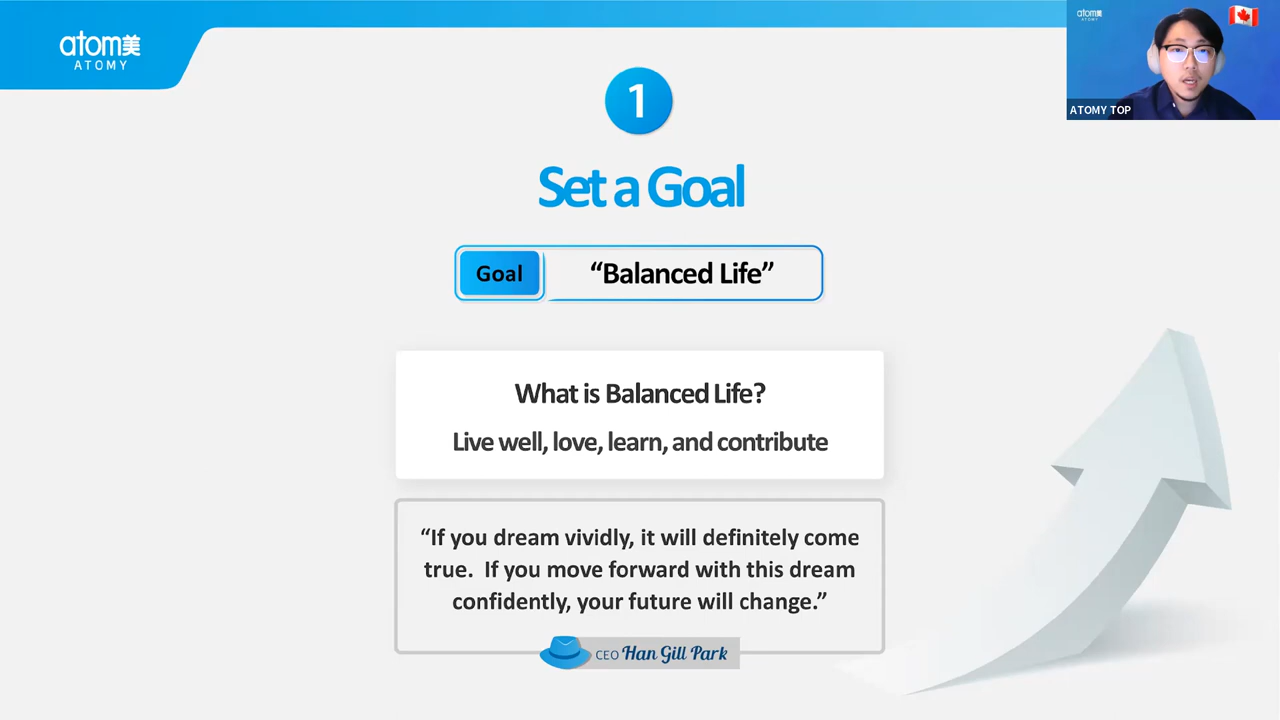 atom美
ATOMY
atom美
ATOMY TOP
1
Set a Goal
Goal
“Balanced Life”
What is Balanced Life?
Live well, love, learn, and contribute
“If you dream vividly, it will definitely come
true.  If you move forward with this dream
confidently, your future will change.”
CEO Han Gill Park